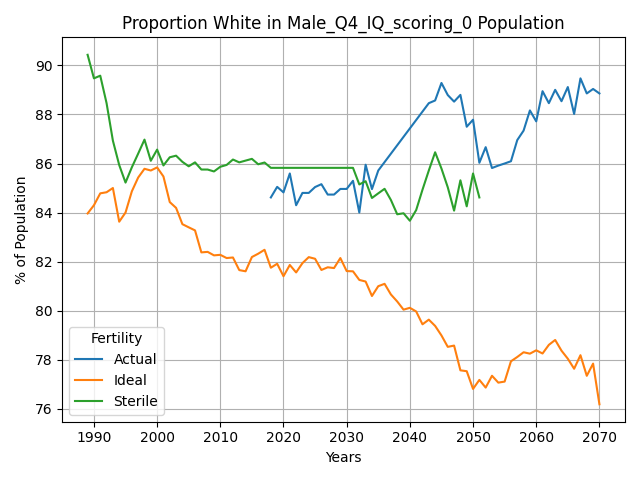 Proportion White in Male_Q4_IQ_scoring_0 Population
% of Population
90
88
86
84
82
80
78
76
Fertility
Actual
Ideal
Sterile
1990 2000 2010 2020 2030 2040 2050 2060 2070
Years